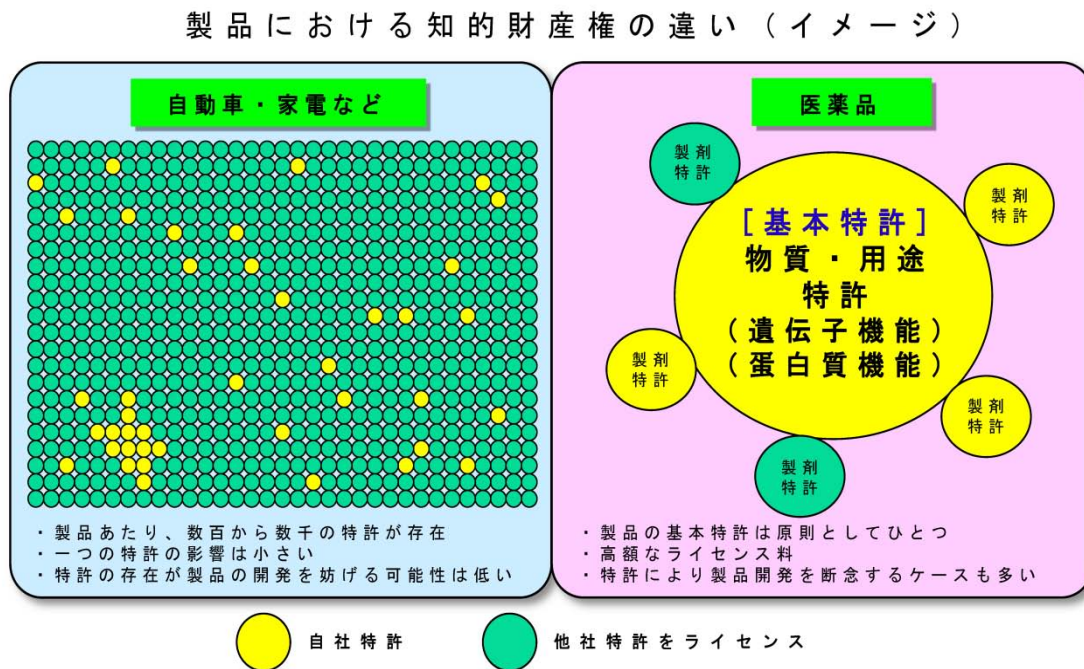 製品における知的財産権の違い（イメージ）
自動車・家電など
・製品あたり、数百から数千の特許が存在
・一つの特許の影響は小さい
・特許の存在が製品の開発を妨げる可能性は低い
医薬品
製剤
特許
製剤
特許
[基本特許]
物質・用途
特許
(遺伝子機能)
(蛋白質機能)
製剤
特許
製剤
特許
製剤
特許
・製品の基本特許は原則としてひとつ
・高額なライセンス料
・特許により製品開発を断念するケースも多い
自社特許
他社特許をライセンス